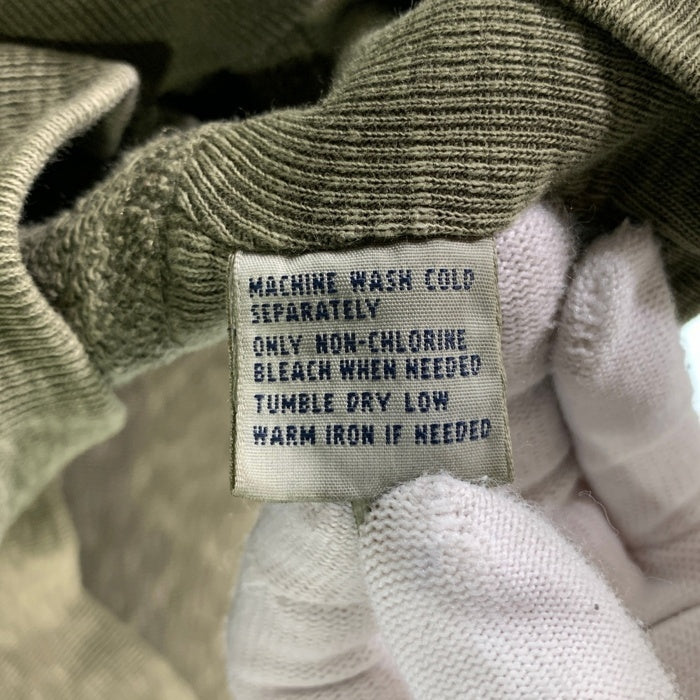 MACHINE WASH COLD
SEPARATELY
ONLY NON-CHLORINE
BLEACH WHEN NEEDED
TUMBLE DRY LOW
WARM IRON IF NEEDED